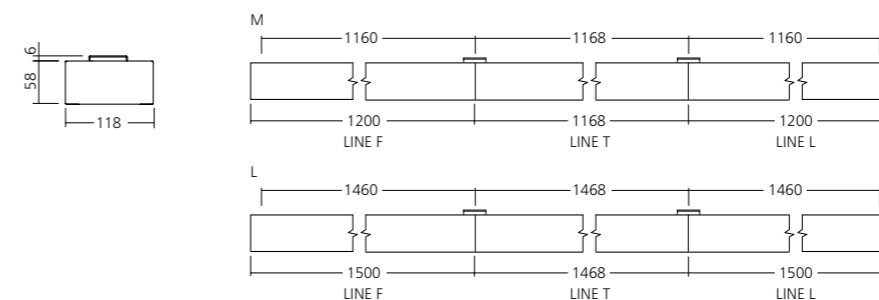 6
58
118
M
1160 1168 1160
1200 1168 1200
LINE F LINE T LINE L
L
1460 1468 1460
1500 1468 1500
LINE F LINE T LINE L